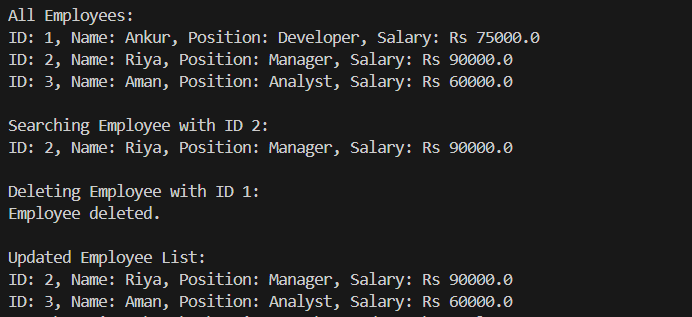 All Employees:
ID: 1, Name: Ankur, Position: Developer, Salary: Rs 75000.0
ID: 2, Name: Riya, Position: Manager, Salary: Rs 90000.0
ID: 3, Name: Aman, Position: Analyst, Salary: Rs 60000.0
Searching Employee with ID 2:
ID: 2, Name: Riya, Position: Manager, Salary: Rs 90000.0
Deleting Employee with ID 1:
Employee deleted.
Updated Employee List:
ID: 2, Name: Riya, Position: Manager, Salary: Rs 90000.0
ID: 3, Name: Aman, Position: Analyst, Salary: Rs 60000.0